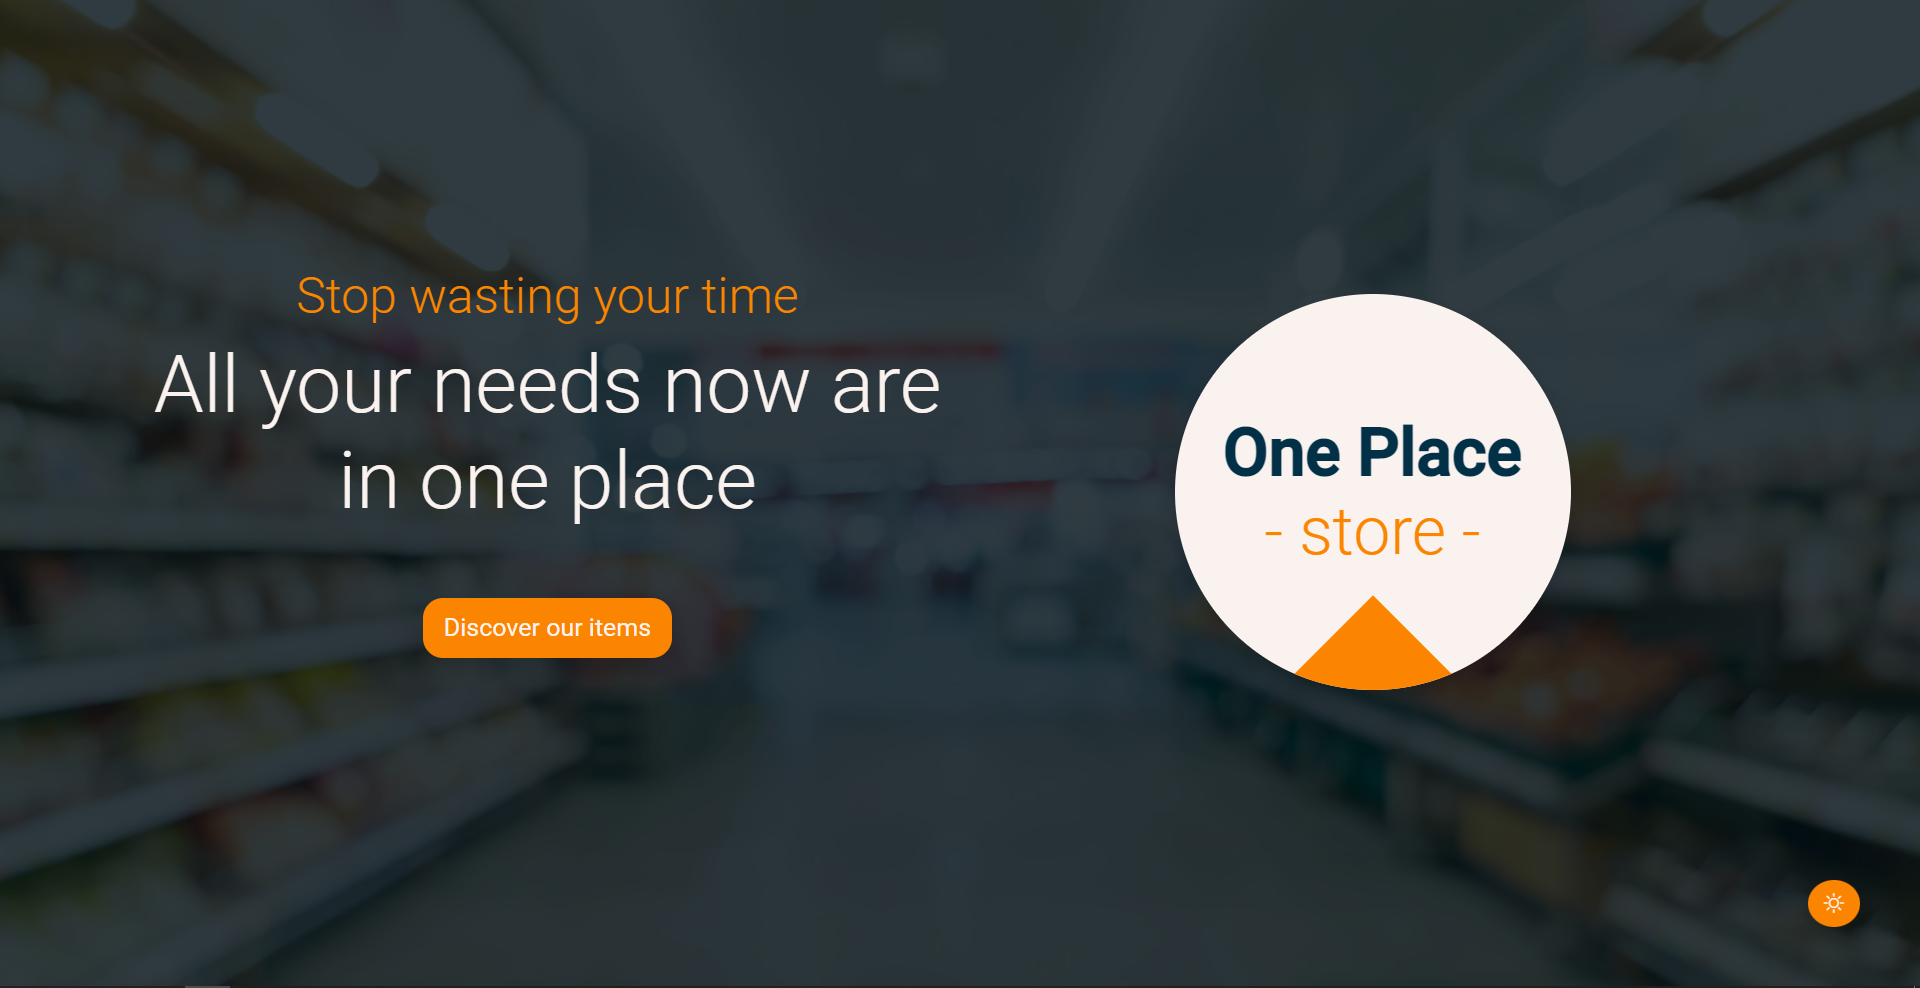 Stop wasting your time
All your needs now are
in one place
Discover our items
One Place
- store -